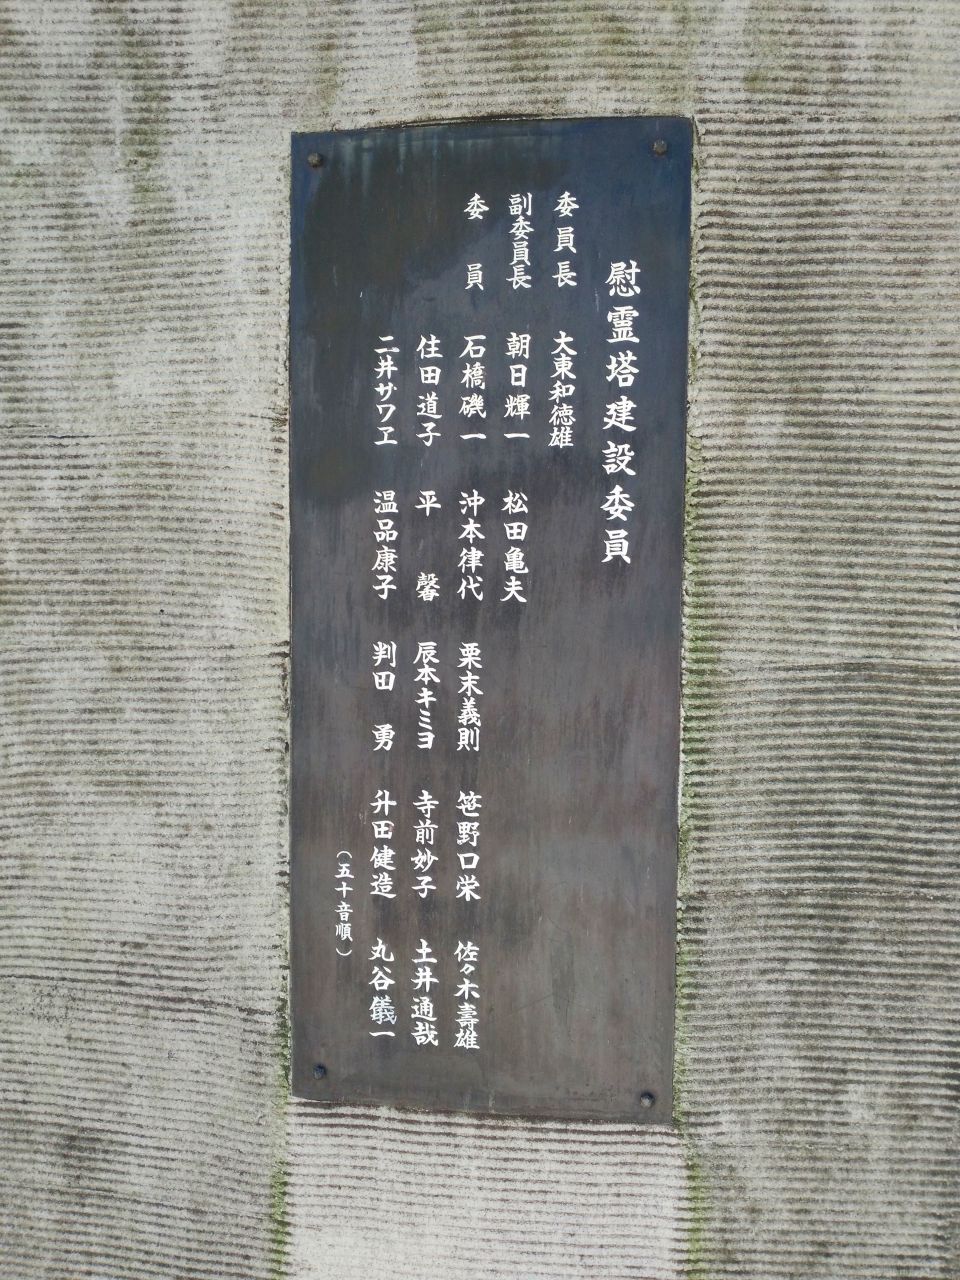 慰霊塔建設委員
委員長 大東和徳雄
副委員長 朝日輝一 松田亀夫
委員 石橋磯一 沖本律代 栗末義則 笹野口栄 佐々木壽雄
住田道子 平馨 辰本キミヨ 寺前妙子 土井通哉
二井サワヱ 温品康子 判田勇 升田健造 丸谷儀一
(五十音順)